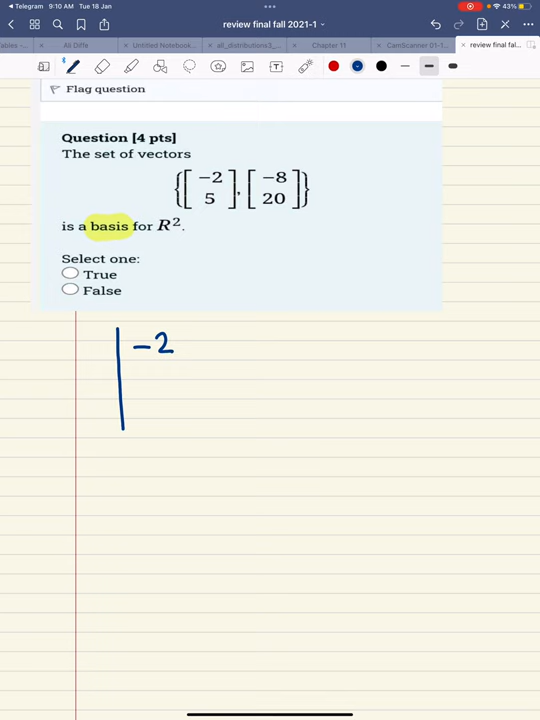 Telegram 9:10 AM Tue 18 Jan 43%
review final fall 2021-1
ables - All Diffe Untitled Notebook... all_distributions3_... Chapter 11 CamScanner 01-1... review final fal...
Flag question
Question [4 pts]
The set of vectors
{[−2 5], [−8 20]}
is a basis for R².
Select one:
True
False
| −2